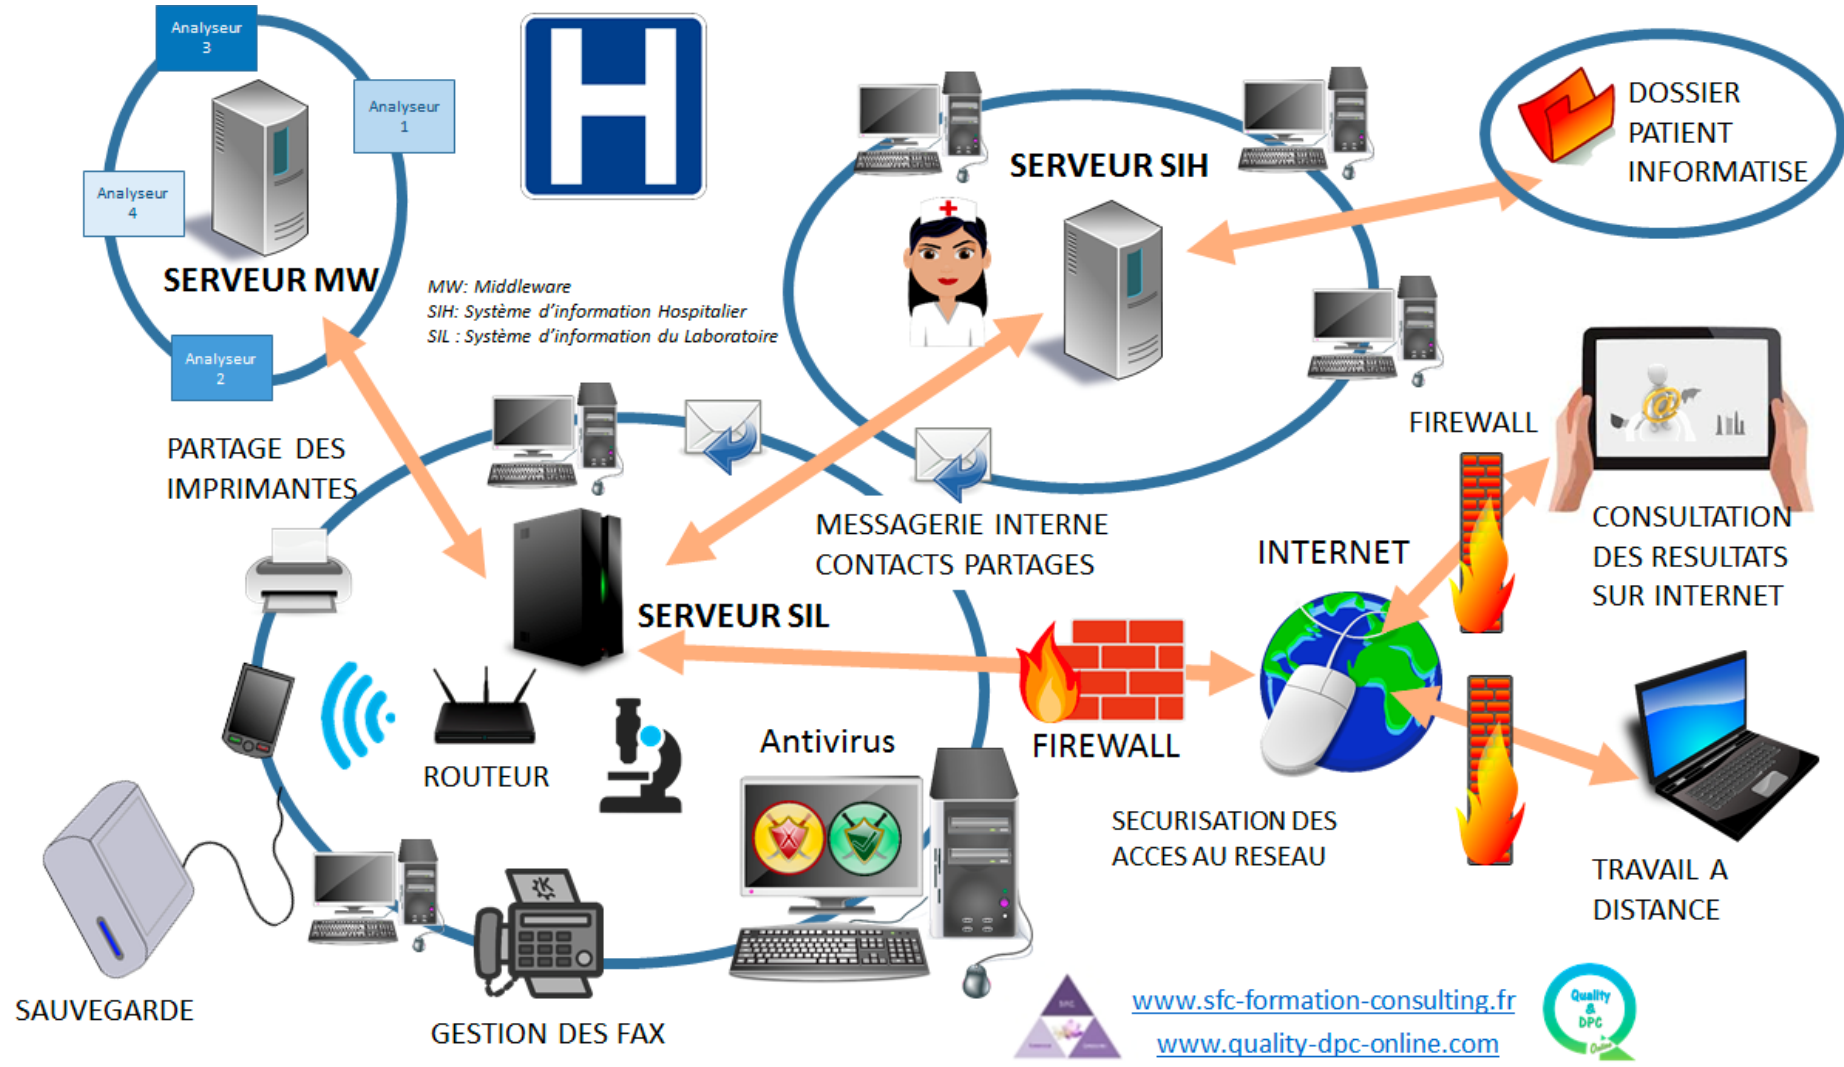 Analyseur
3
Analyseur
1
Analyseur
4
Analyseur
2
SERVEUR MW
H
MW: Middleware
SIH: Système d'information Hospitalier
SIL : Système d'information du Laboratoire
SERVEUR SIH
DOSSIER
PATIENT
INFORMATISE
PARTAGE DES
IMPRIMANTES
MESSAGERIE INTERNE
CONTACTS PARTAGES
SERVEUR SIL
FIREWALL
INTERNET
CONSULTATION
DES RESULTATS
SUR INTERNET
ROUTEUR
Antivirus
FIREWALL
SECURISATION DES
ACCES AU RESEAU
TRAVAIL A
DISTANCE
SAUVEGARDE
GESTION DES FAX
www.sfc-formation-consulting.fr
www.quality-dpc-online.com
Quality
&
DPC
Online